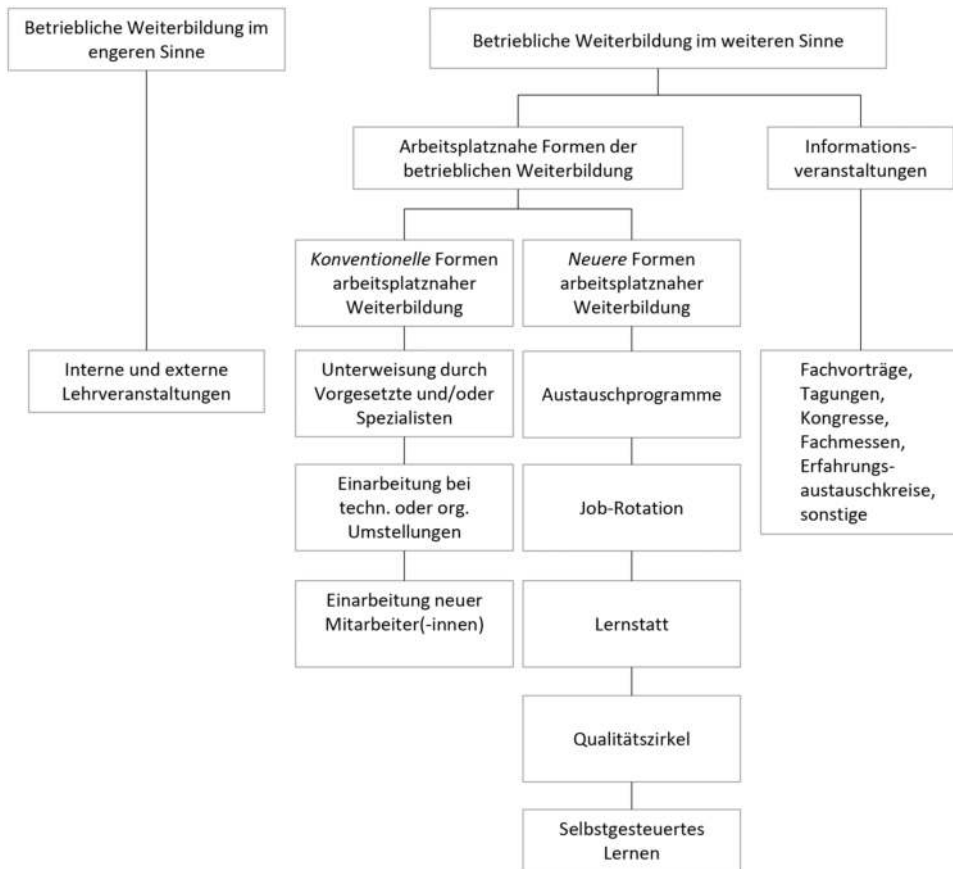 Betriebliche Weiterbildung im
engeren Sinne
Betriebliche Weiterbildung im weiteren Sinne
Arbeitsplatznahe Formen der
betrieblichen Weiterbildung
Informations-
veranstaltungen
Konventionelle Formen
arbeitsplatznaher
Weiterbildung
Neuere Formen
arbeitsplatznaher
Weiterbildung
Interne und externe
Lehrveranstaltungen
Unterweisung durch
Vorgesetzte und/oder
Spezialisten
Austauschprogramme
Fachvorträge,
Tagungen,
Kongresse,
Fachmessen,
Erfahrungs-
austauschkreise,
sonstige
Einarbeitung bei
techn. oder org.
Umstellungen
Job-Rotation
Einarbeitung neuer
Mitarbeiter(-innen)
Lernstatt
Qualitätszirkel
Selbstgesteuertes
Lernen